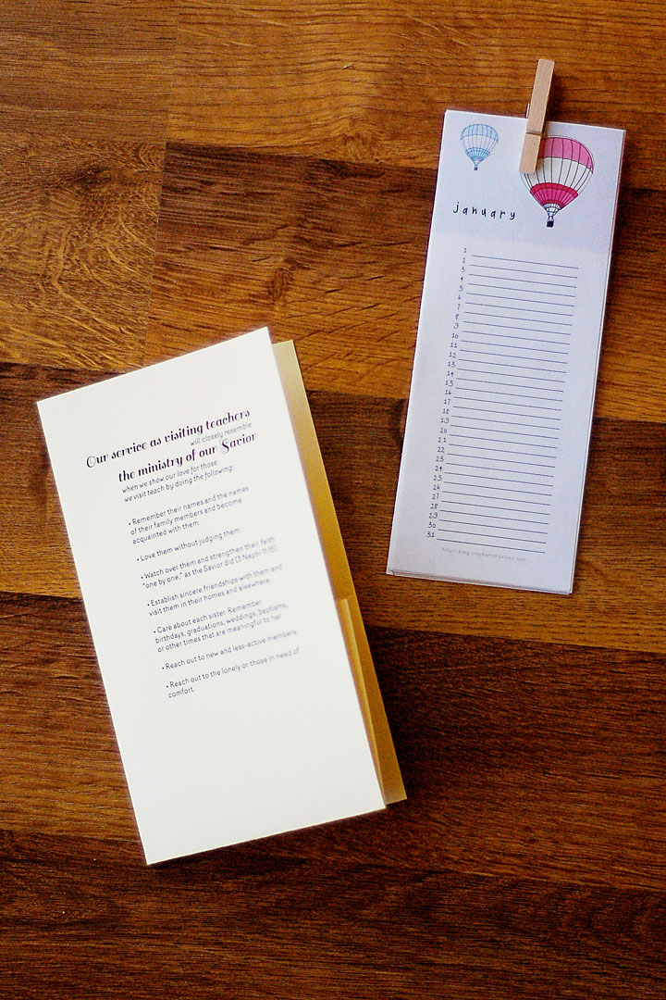 Our service as visiting teachers
will closely resemble
the ministry of our Savior
when we show our love for those
we visit teach by doing the following:
• Remember their names and the names
of their family members and become
acquainted with them.
• Love them without judging them.
• Watch over them and strengthen their faith
"one by one," as the Savior did (3 Nephi 11:15)
• Establish sincere friendships with them and
visit them in their homes and elsewhere
• Care about each sister. Remember
birthdays, graduations, weddings, baptisms,
or other times that are meaningful to her.
• Reach out to new and less-active members.
• Reach out to the lonely or those in need of
comfort.
january
1
2
3
4
5
6
7
8
9
10
11
12
13
14
15
16
17
18
19
20
21
22
23
24
25
26
27
28
29
30
31